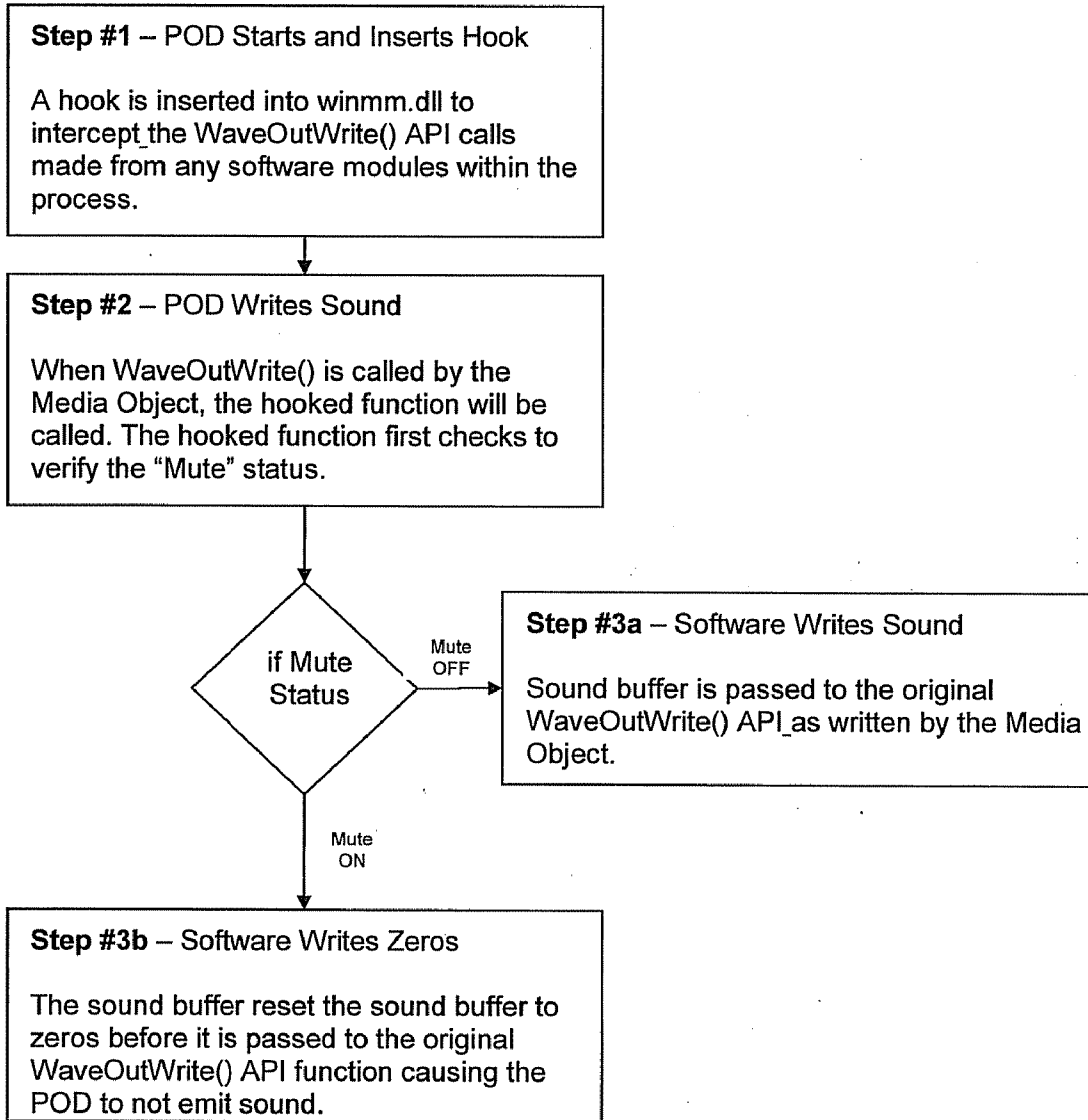 Step #1 – POD Starts and Inserts Hook
A hook is inserted into winmm.dll to
intercept the WaveOutWrite() API calls
made from any software modules within the
process.
Step #2 – POD Writes Sound
When WaveOutWrite() is called by the
Media Object, the hooked function will be
called. The hooked function first checks to
verify the “Mute” status.
if Mute
Status
Mute
OFF
Step #3a – Software Writes Sound
Sound buffer is passed to the original
WaveOutWrite() API as written by the Media
Object.
Mute
ON
Step #3b – Software Writes Zeros
The sound buffer reset the sound buffer to
zeros before it is passed to the original
WaveOutWrite() API function causing the
POD to not emit sound.